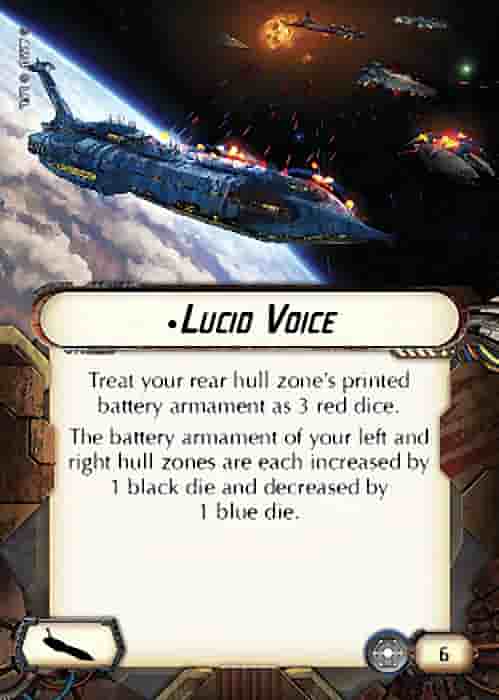 •Lucid Voice
Treat your rear hull zone's printed
battery armament as 3 red dice.
The battery armament of your left and
right hull zones are each increased by
1 black die and decreased by
1 blue die.
6